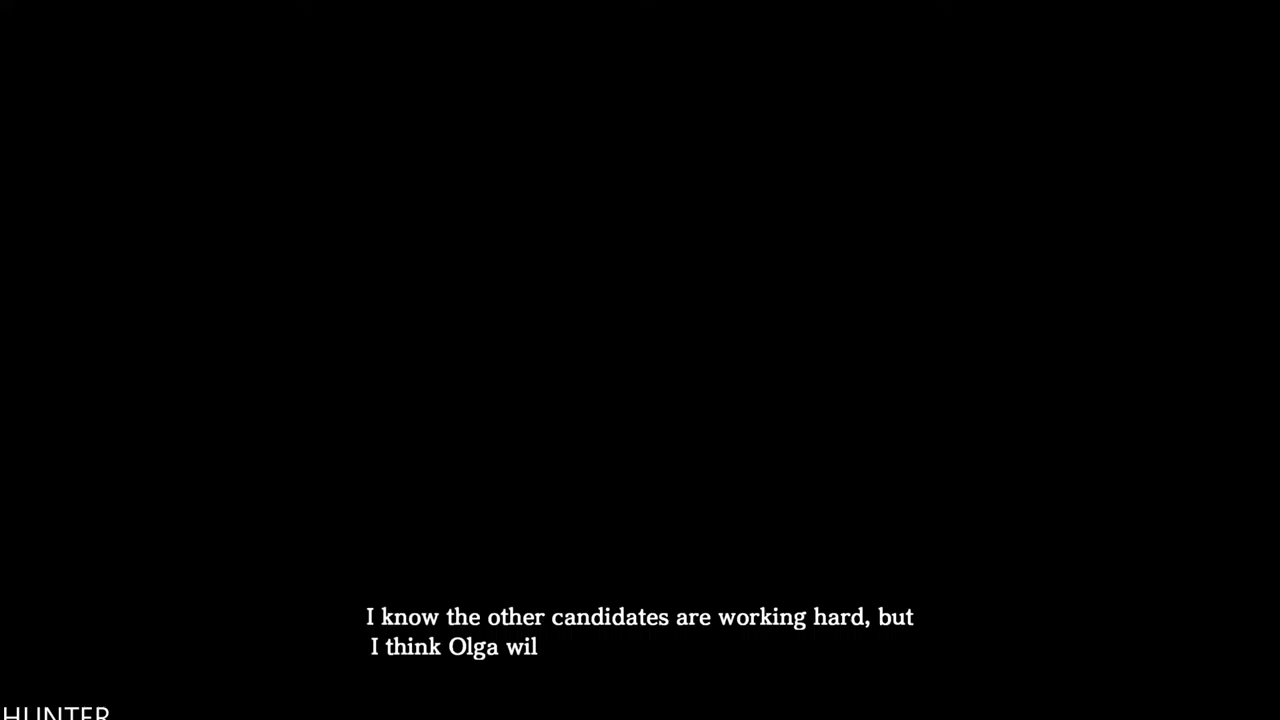 I know the other candidates are working hard, but
I think Olga wil
HUNTER